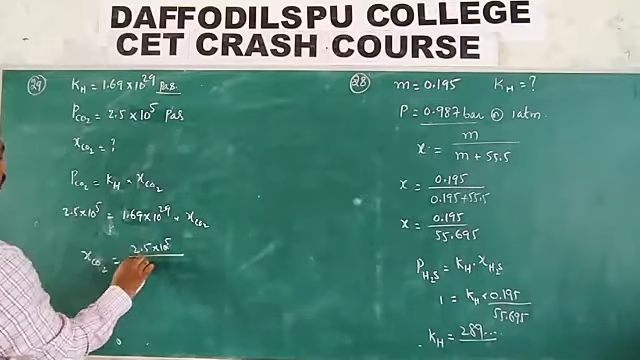 DAFFODILSPU COLLEGE
CET CRASH COURSE
29 K_H = 1.69 × 10^29 Pas.
P_CO2 = 2.5 × 10^5 Pas
x_CO2 = ?
P_CO2 = K_H × x_CO2
2.5×10^5 = 1.69×10^29 × x_CO2
x_CO2 = 2.5×10^5
28 m = 0.195 K_H = ?
P = 0.987 bar @ 1 atm.
x = m / m + 55.5
x = 0.195 / 0.195+55.5
x = 0.195 / 55.695
P_H2S = K_H . x_H2S
1 = K_H × 0.195 / 55.695
K_H = 289...